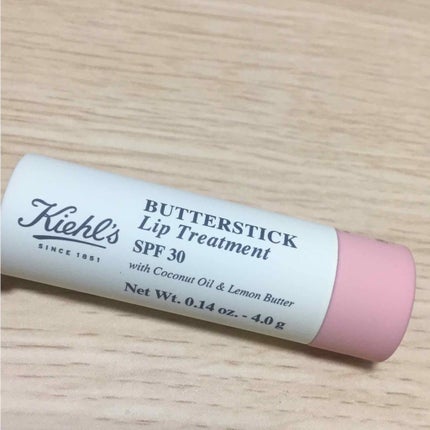 Kiehl's
SINCE 1851
BUTTERSTICK
Lip Treatment
SPF 30
with Coconut Oil & Lemon Butter
Net Wt. 0.14 oz. - 4.0 g